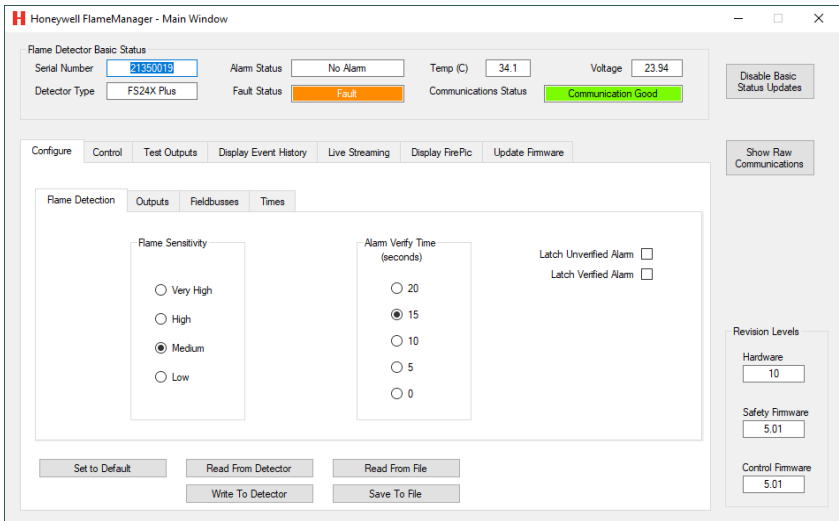 Honeywell FlameManager - Main Window
Flame Detector Basic Status
Serial Number 21350019 Alarm Status No Alarm Temp (C) 34.1 Voltage 23.94
Detector Type FS24X Plus Fault Status Fault Communications Status Communication Good
Disable Basic
Status Updates
Configure Control Test Outputs Display Event History Live Streaming Display FirePic Update Firmware
Show Raw
Communications
Flame Detection Outputs Fieldbusses Times
Flame Sensitivity
Very High
High
Medium
Low
Alarm Verify Time
(seconds)
20
15
10
5
0
Latch Unverified Alarm
Latch Verified Alarm
Revision Levels
Hardware
10
Safety Firmware
5.01
Control Firmware
5.01
Set to Default Read From Detector Read From File
Write To Detector Save To File